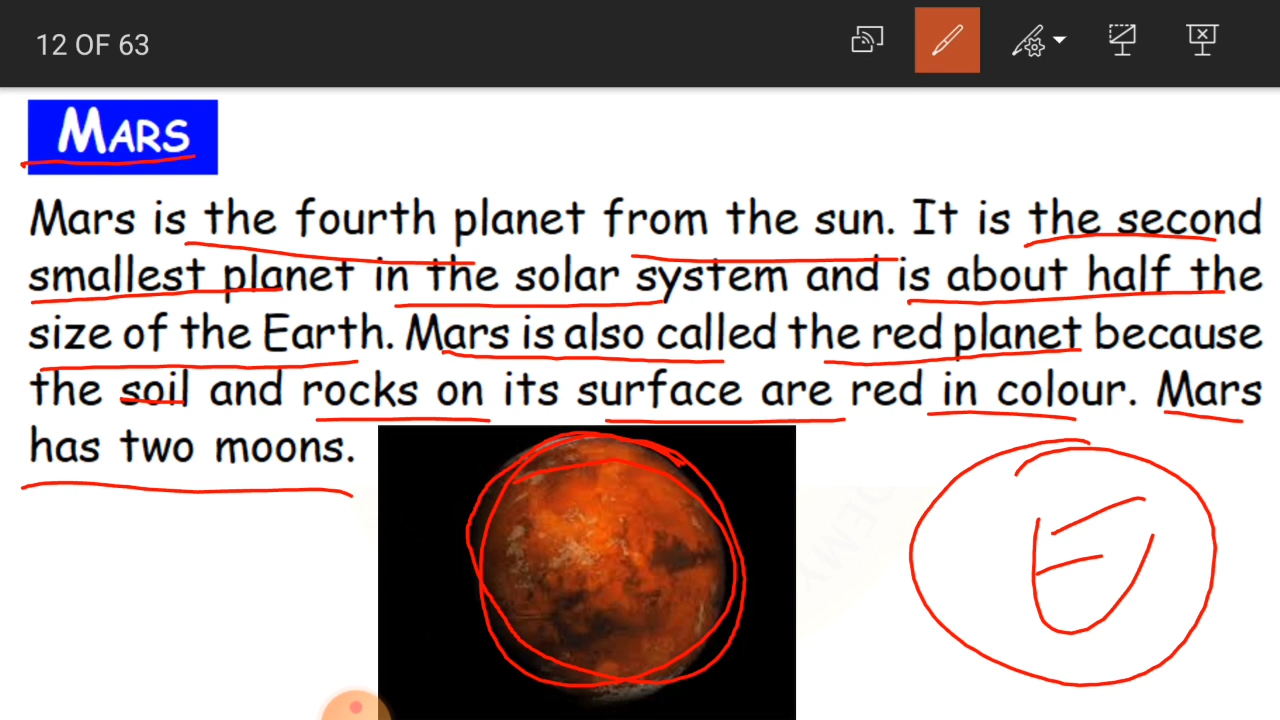 12 OF 63
MARS
Mars is the fourth planet from the sun. It is the second
smallest planet in the solar system and is about half the
size of the Earth. Mars is also called the red planet because
the soil and rocks on its surface are red in colour. Mars
has two moons.
E